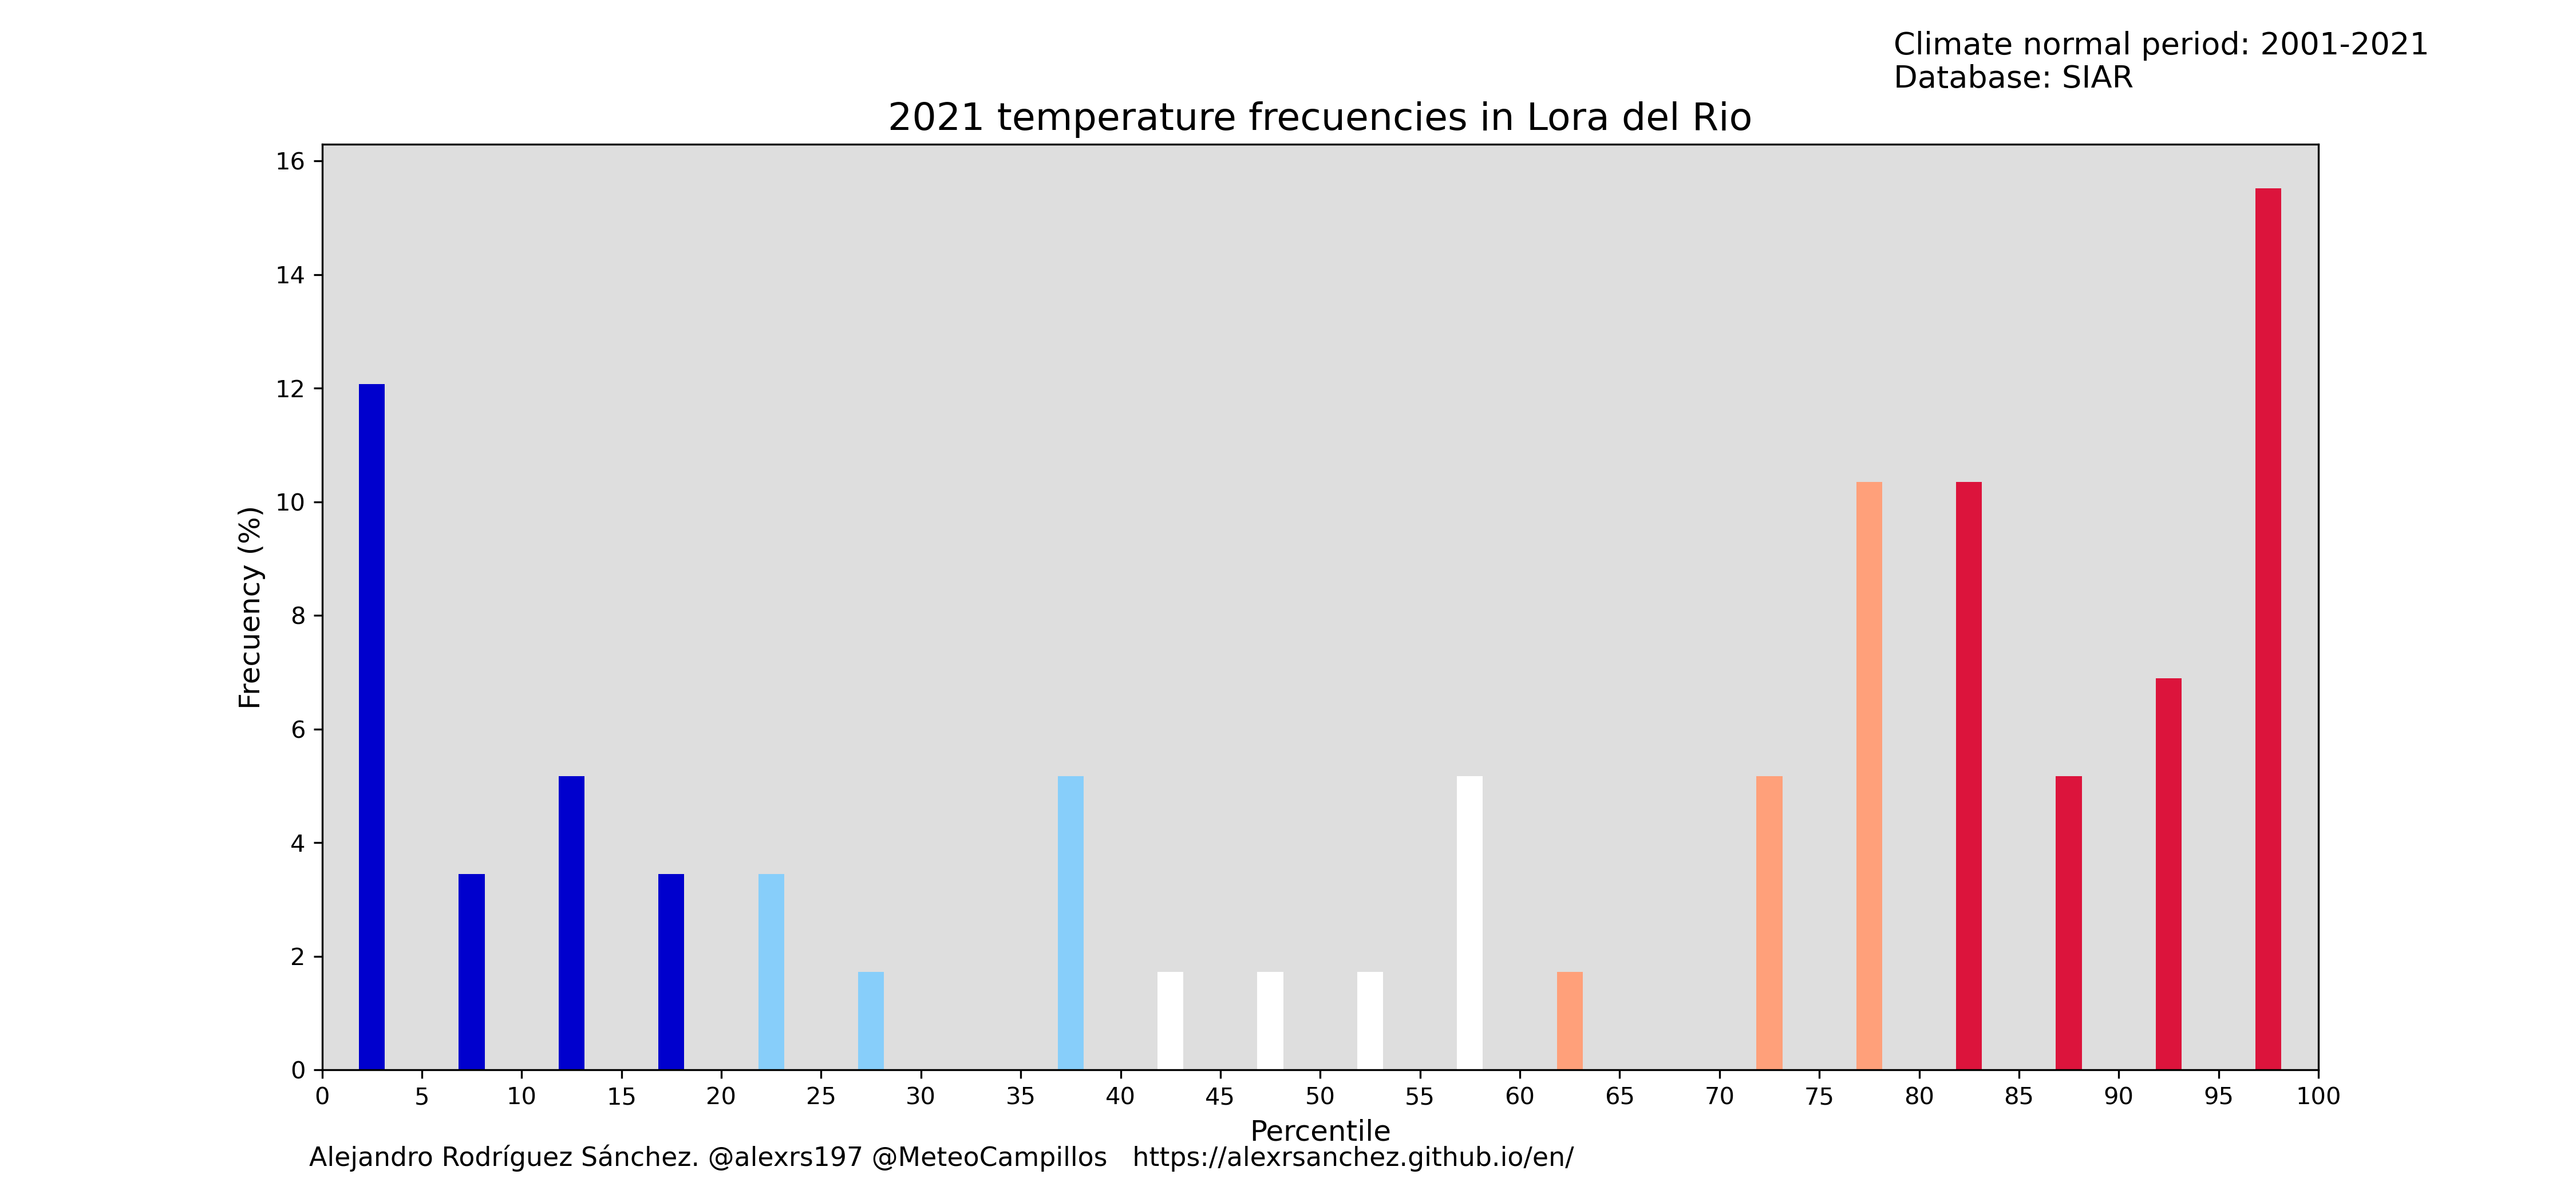 Climate normal period: 2001-2021
Database: SIAR
2021 temperature frecuencies in Lora del Rio
16
14
12
10
8
6
4
2
0
Frecuency (%)
0 5 10 15 20 25 30 35 40 45 50 55 60 65 70 75 80 85 90 95 100
Percentile
Alejandro Rodríguez Sánchez. @alexrs197 @MeteoCampillos https://alexrsanchez.github.io/en/